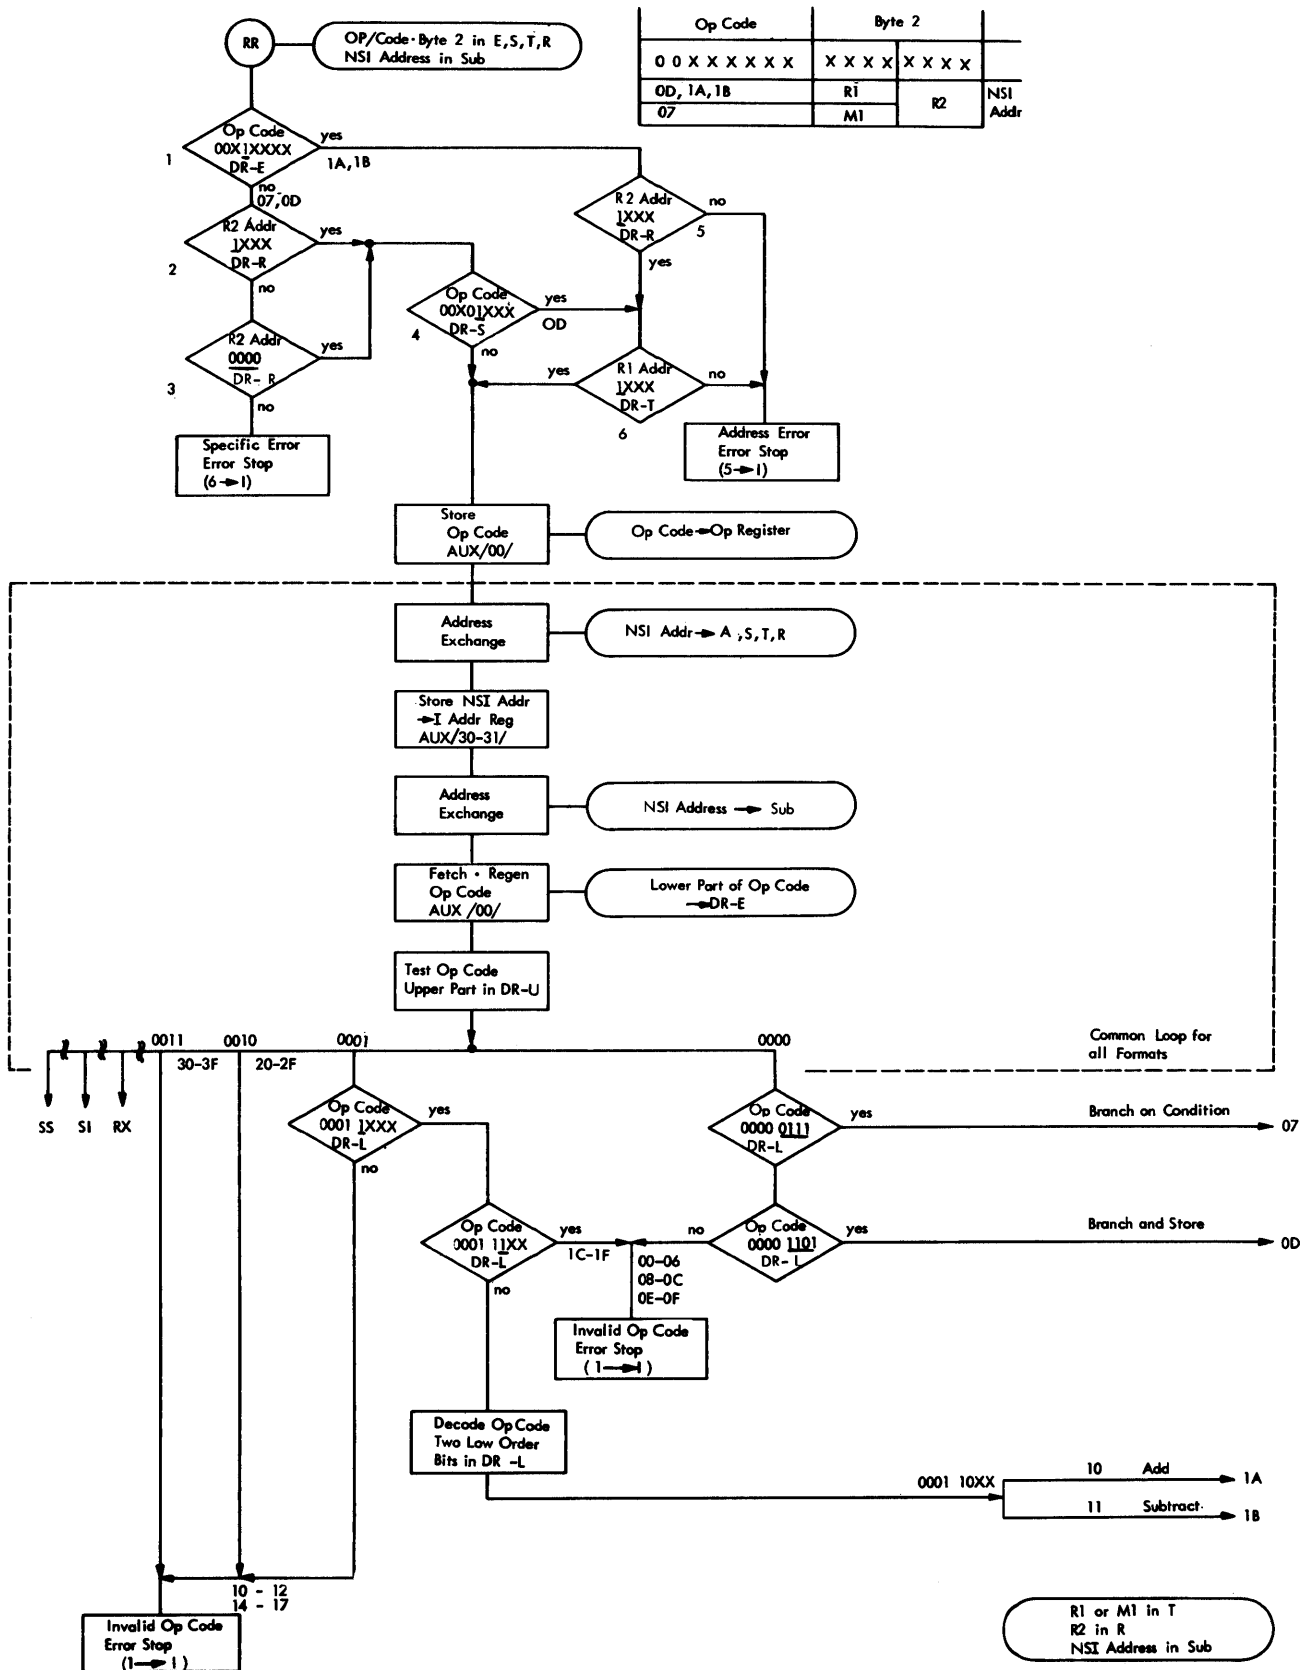 RR
OP/Code·Byte 2 in E,S,T,R
NSI Address in Sub
Op Code
Byte 2
0 0 X X X X X X
X X X X
X X X X
0D, 1A, 1B
R1
R2
NSI
Addr
07
M1
Op Code
00X1XXXX
DR-E
1
yes
1A, 1B
no
07,0D
R2 Addr
1XXX
DR-R
2
yes
no
R2 Addr
0000
DR- R
3
yes
no
Specific Error
Error Stop
(6→I)
Op Code
00X01XXX
DR-S
4
yes
OD
no
R2 Addr
1XXX
DR-R
5
no
yes
R1 Addr
1XXX
DR-T
6
yes
no
Address Error
Error Stop
(5→I)
Store
Op Code
AUX/00/
Op Code→Op Register
Address
Exchange
NSI Addr→ A ,S,T,R
Store NSI Addr
→I Addr Reg
AUX/30-31/
Address
Exchange
NSI Address → Sub
Fetch · Regen
Op Code
AUX /00/
Lower Part of Op Code
→DR-E
Test Op Code
Upper Part in DR-U
0011
0010
0001
0000
30-3F
20-2F
Common Loop for
all Formats
SS
SI
RX
Op Code
0001 1XXX
DR-L
yes
no
Op Code
0000 0111
DR-L
yes
Branch on Condition
07
Op Code
0001 11XX
DR-L
yes
1C-1F
no
Op Code
0000 1101
DR- L
no
yes
Branch and Store
0D
00-06
08-0C
0E-0F
Invalid Op Code
Error Stop
( 1→I )
Decode Op Code
Two Low Order
Bits in DR -L
0001 10XX
10 Add
1A
11 Subtract·
1B
10 - 12
14 - 17
Invalid Op Code
Error Stop
(1→ I )
R1 or M1 in T
R2 in R
NSI Address in Sub